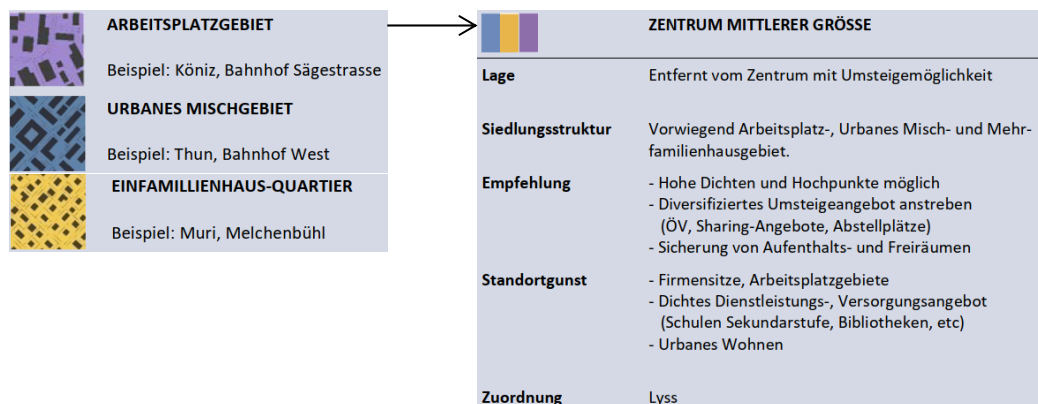 ARBEITSPLATZGEBIET
Beispiel: Köniz, Bahnhof Sägestrasse
URBANES MISCHGEBIET
Beispiel: Thun, Bahnhof West
EINFAMILLIENHAUS-QUARTIER
Beispiel: Muri, Melchenbühl
ZENTRUM MITTLERER GRÖSSE
Lage Entfernt vom Zentrum mit Umsteigemöglichkeit
Siedlungsstruktur Vorwiegend Arbeitsplatz-, Urbanes Misch- und Mehr-
familienhausgebiet.
Empfehlung - Hohe Dichten und Hochpunkte möglich
- Diversifiziertes Umsteigeangebot anstreben
(ÖV, Sharing-Angebote, Abstellplätze)
- Sicherung von Aufenthalts- und Freiräumen
Standortgunst - Firmensitze, Arbeitsplatzgebiete
- Dichtes Dienstleistungs-, Versorgungsangebot
(Schulen Sekundarstufe, Bibliotheken, etc)
- Urbanes Wohnen
Zuordnung Lyss